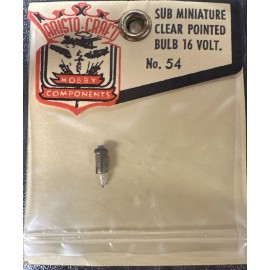 ARISTO-CRAFT
HOBBY
COMPONENTS
SUB MINIATURE
CLEAR POINTED
BULB 16 VOLT.
No. 54